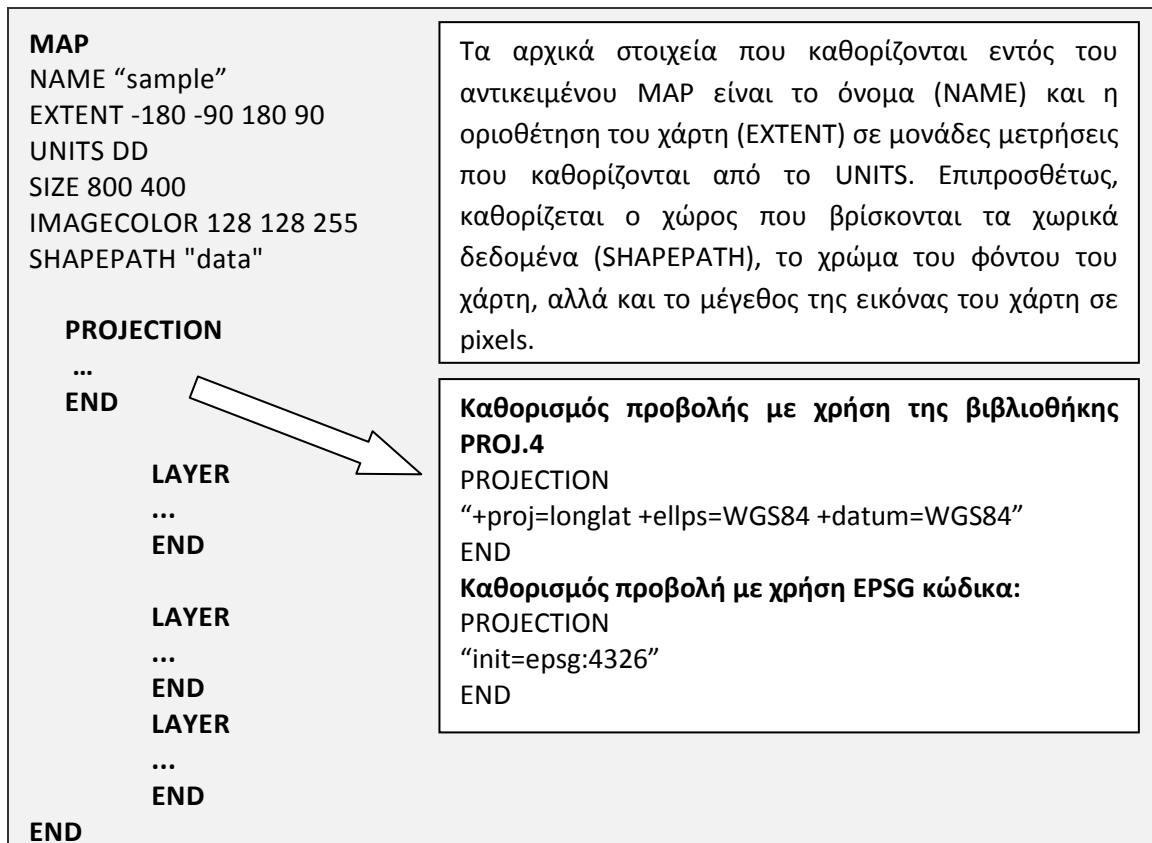 MAP
NAME “sample”
EXTENT -180 -90 180 90
UNITS DD
SIZE 800 400
IMAGECOLOR 128 128 255
SHAPEPATH "data"
PROJECTION
…
END
LAYER
...
END
LAYER
...
END
LAYER
...
END
END
Τα αρχικά στοιχεία που καθορίζονται εντός του
αντικειμένου MAP είναι το όνομα (NAME) και η
οριοθέτηση του χάρτη (EXTENT) σε μονάδες μετρήσεις
που καθορίζονται από το UNITS. Επιπροσθέτως,
καθορίζεται ο χώρος που βρίσκονται τα χωρικά
δεδομένα (SHAPEPATH), το χρώμα του φόντου του
χάρτη, αλλά και το μέγεθος της εικόνας του χάρτη σε
pixels.
Καθορισμός προβολής με χρήση της βιβλιοθήκης
PROJ.4
PROJECTION
“+proj=longlat +ellps=WGS84 +datum=WGS84”
END
Καθορισμός προβολή με χρήση EPSG κώδικα:
PROJECTION
“init=epsg:4326”
END